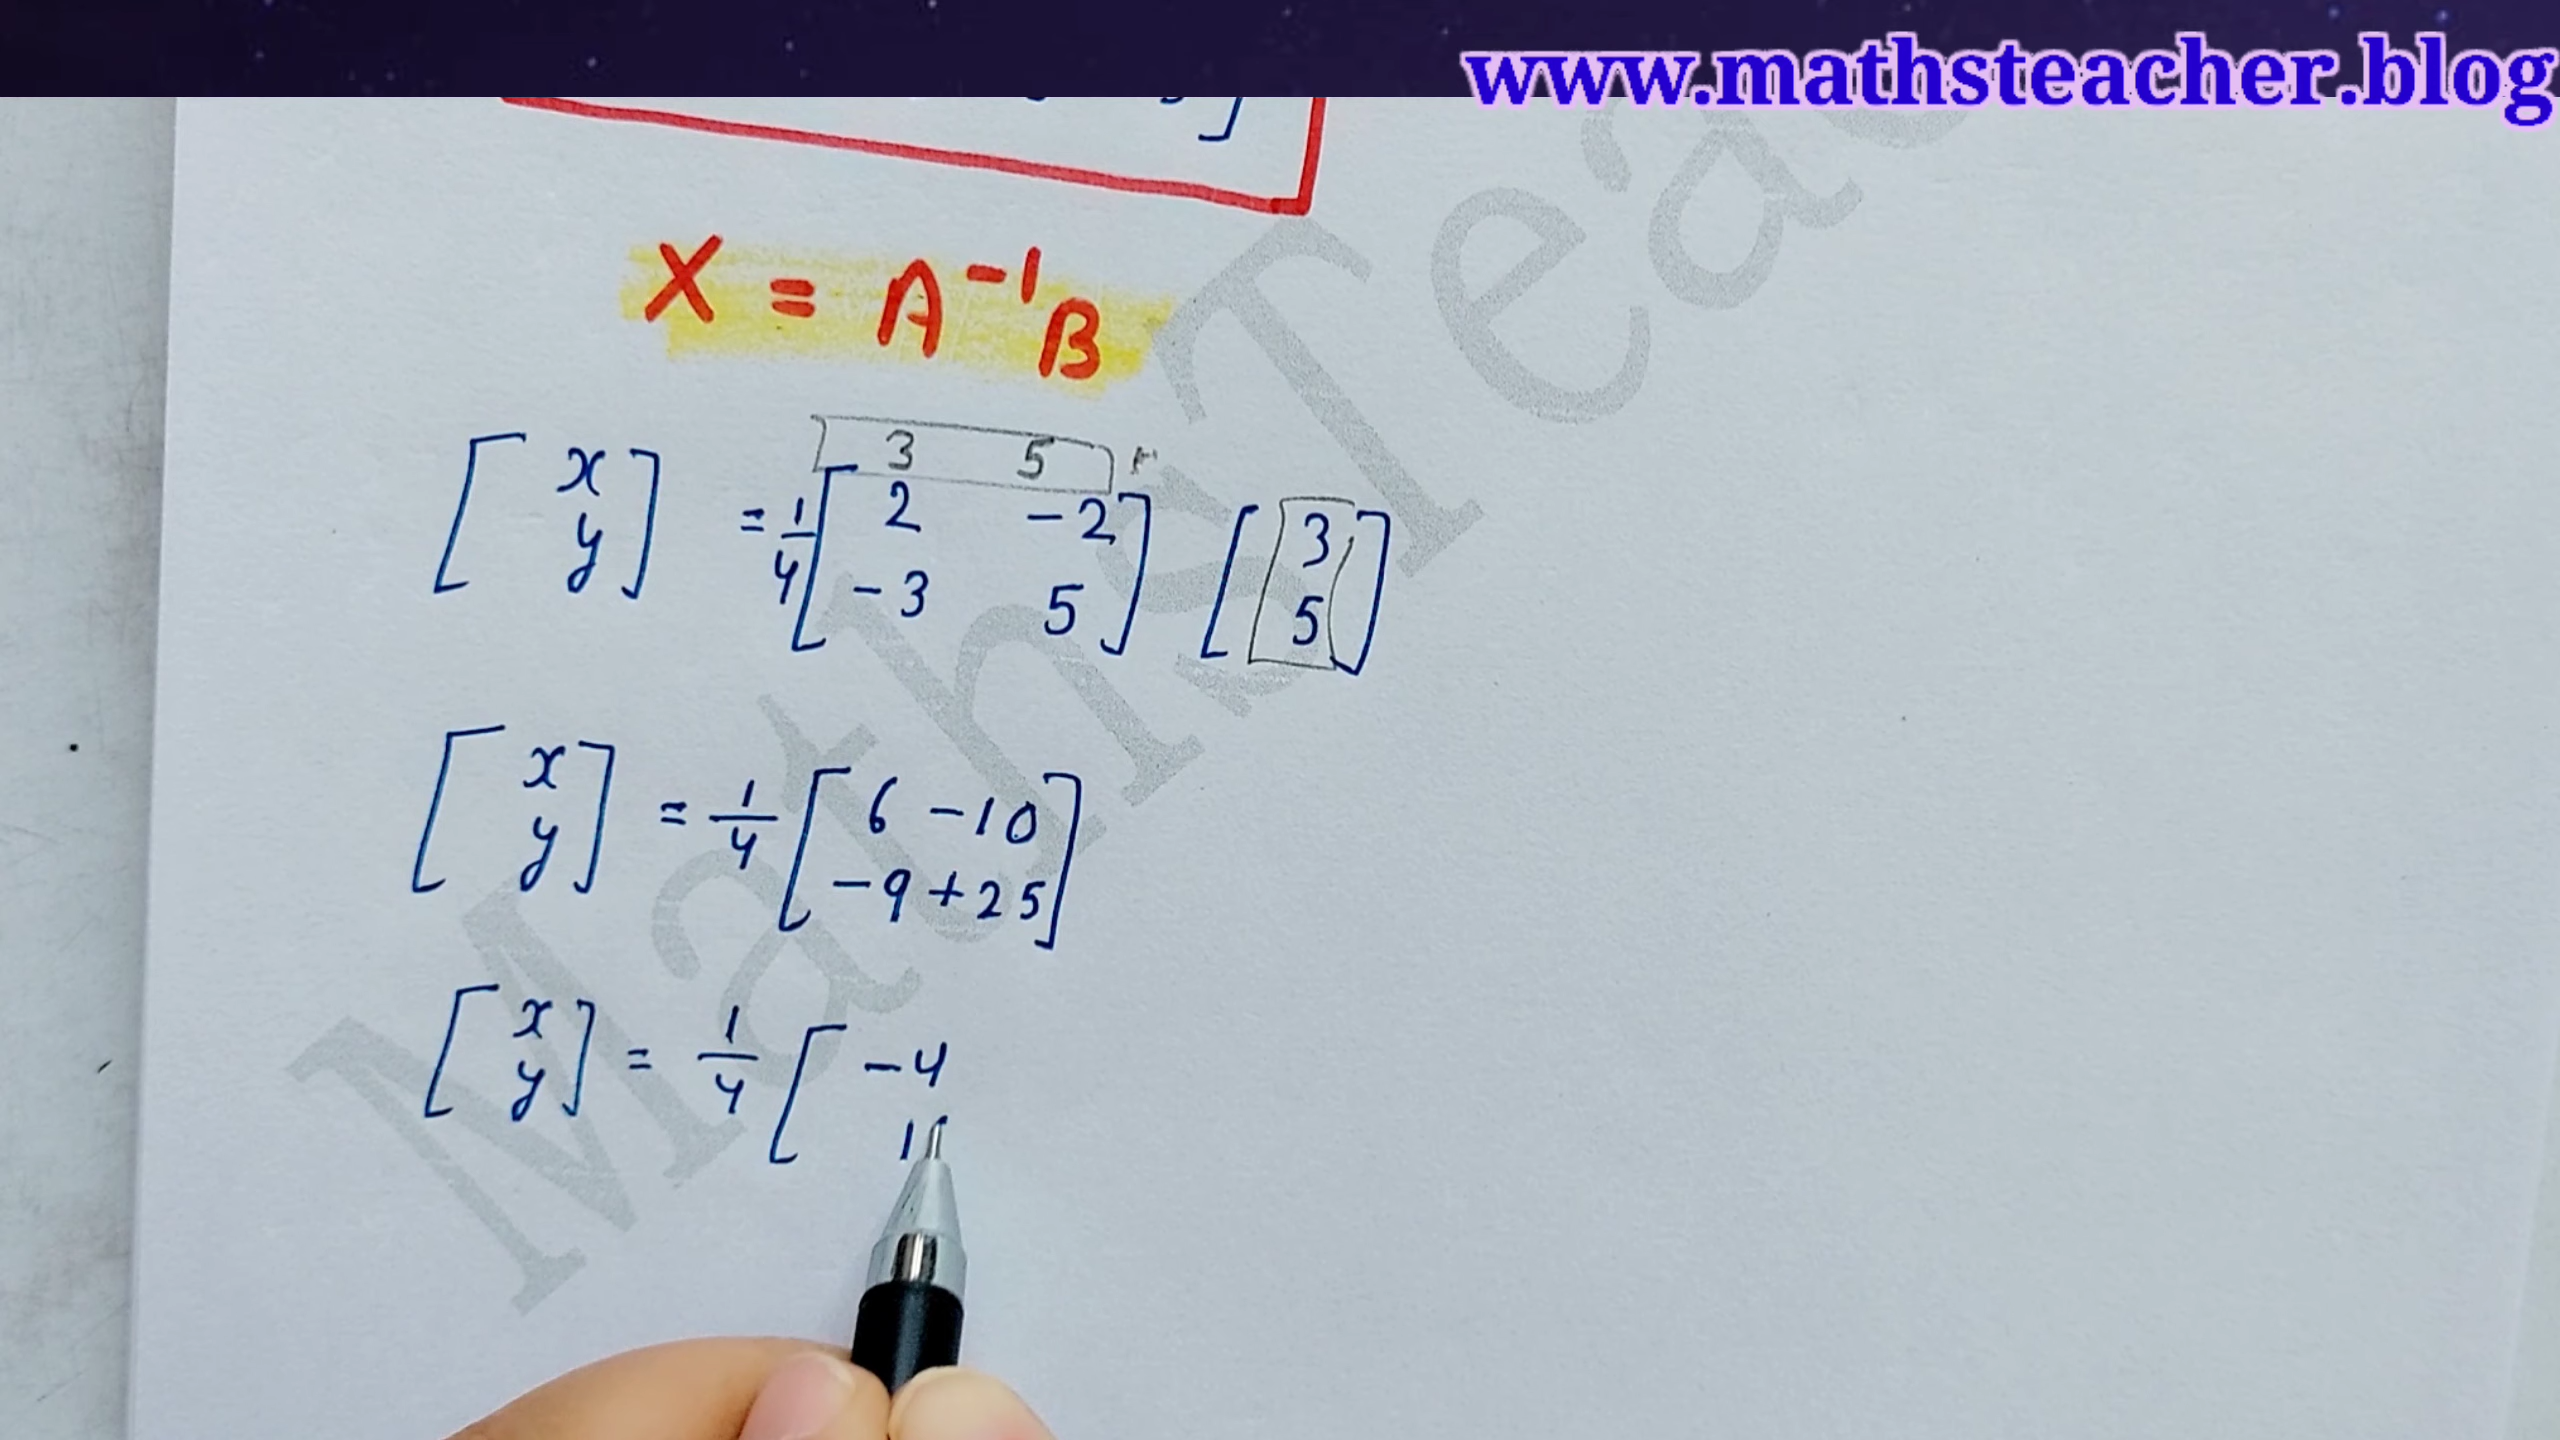 www.mathsteacher.blog
X = A⁻¹B
3 5
[x y] = 1/4 [2 -2 -3 5] [3 5]
[x y] = 1/4 [6 -10 -9 +25]
[x y] = 1/4 [-4
MathsTea